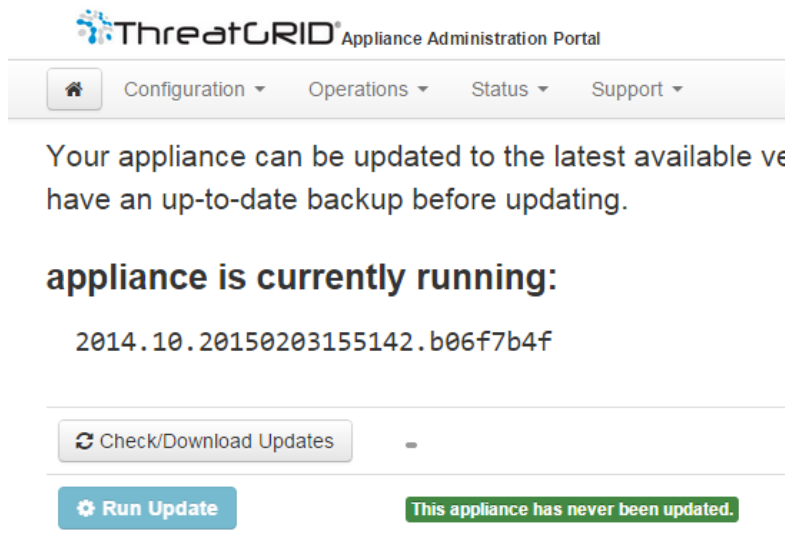 ThreatGRID® Appliance Administration Portal
Configuration Operations Status Support
Your appliance can be updated to the latest available
have an up-to-date backup before updating.
appliance is currently running:
2014.10.20150203155142.b06f7b4f
Check/Download Updates -
Run Update This appliance has never been updated.